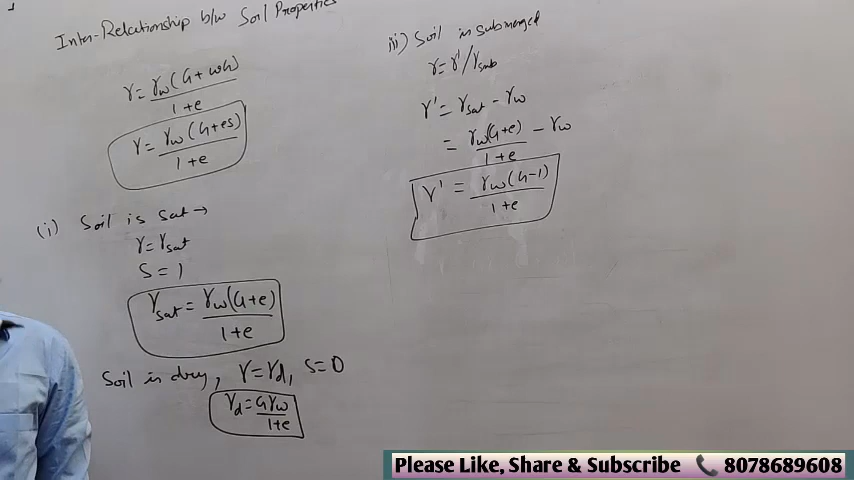 Inter-Relationship b/w Soil Properties
γ = γw(G+wG)/1+e
γ = γw(G+es)/1+e
(i) Soil is sat →
γ = γsat
S = 1
γsat = γw(G+e)/1+e
Soil is dry, γ = γd, S=0
γd = Gγw/1+e
iii) Soil is submerged
γ = γ'/γsub
γ' = γsat - γw
= γw(G+e)/1+e - γw
γ' = γw(G-1)/1+e
Please Like, Share & Subscribe 📞 8078689608